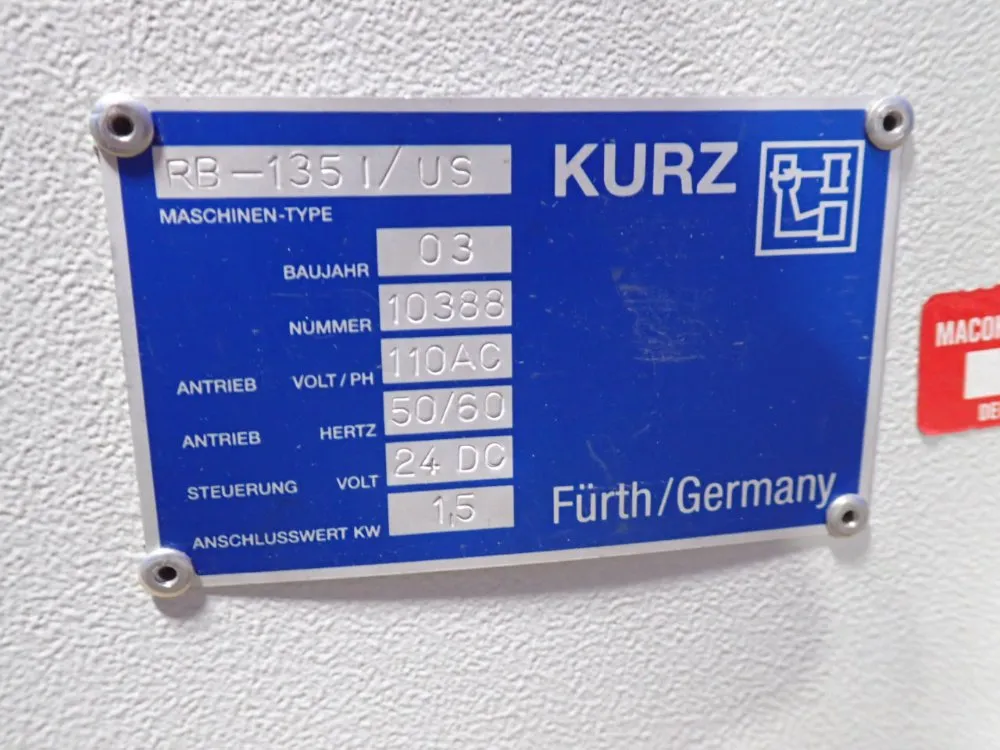 RB-135 I/US
MASCHINEN-TYPE
KURZ
BAUJAHR 03
NUMMER 10388
ANTRIEB VOLT/PH 110AC
ANTRIEB HERTZ 50/60
STEUERUNG VOLT 24 DC
ANSCHLUSSWERT KW 1,5
Fürth/Germany